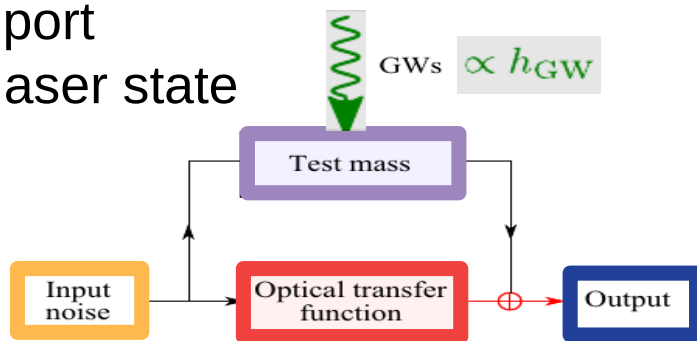 port
aser state
GWs ∝ h_GW
Test mass
Input
noise
Optical transfer
function
Output